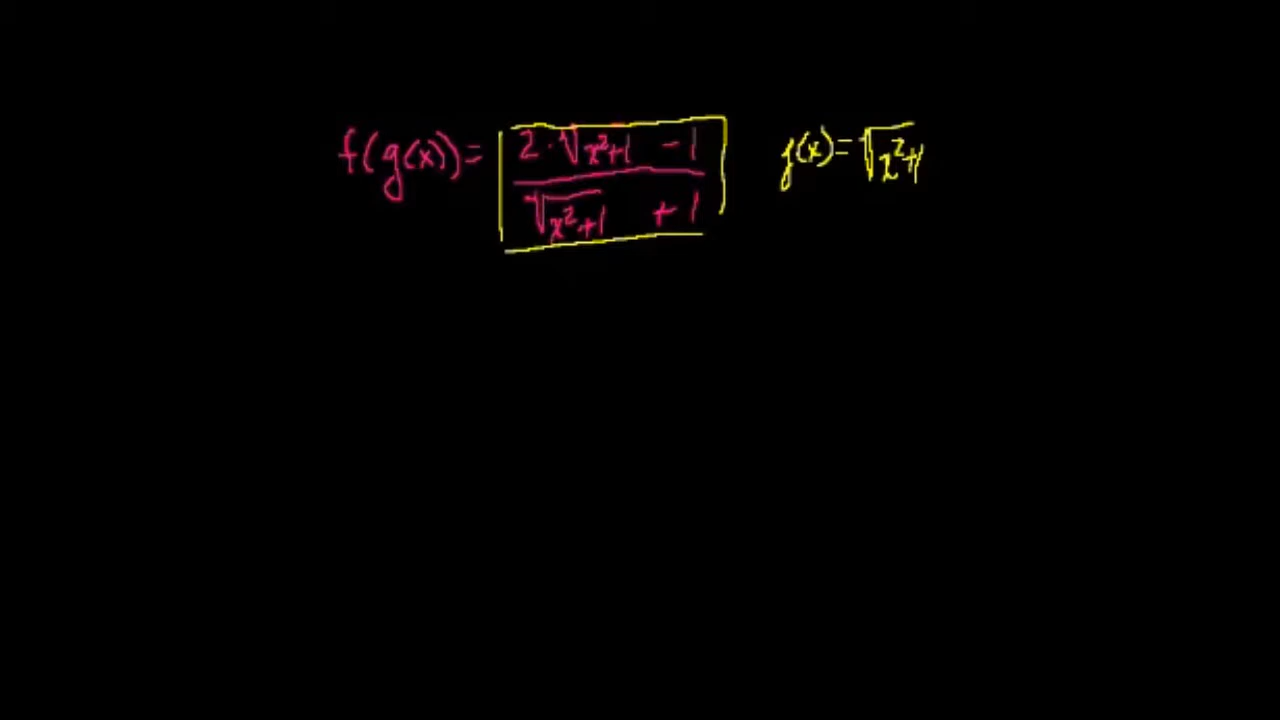 f(g(x)) = (2·√(x²+1) - 1)/(√(x²+1) + 1) g(x) = √(x²+1)